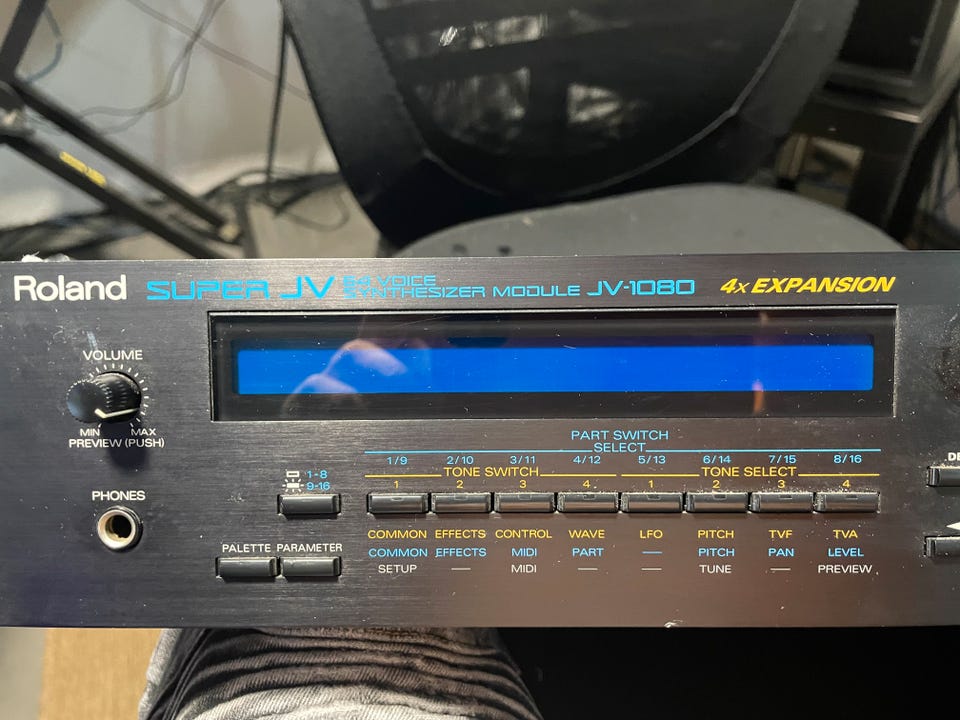 Roland SUPER JV 64 VOICE SYNTHESIZER MODULE JV-1080 4x EXPANSION
VOLUME
MIN MAX
PREVIEW (PUSH)
PHONES
PART SWITCH
SELECT
1/9 2/10 3/11 4/12 5/13 6/14 7/15 8/16
TONE SWITCH TONE SELECT
1 2 3 4 1 2 3 4
1-8
9-16
COMMON EFFECTS CONTROL WAVE LFO PITCH TVF TVA
COMMON EFFECTS MIDI PART — PITCH PAN LEVEL
SETUP — MIDI — — TUNE — PREVIEW
PALETTE PARAMETER